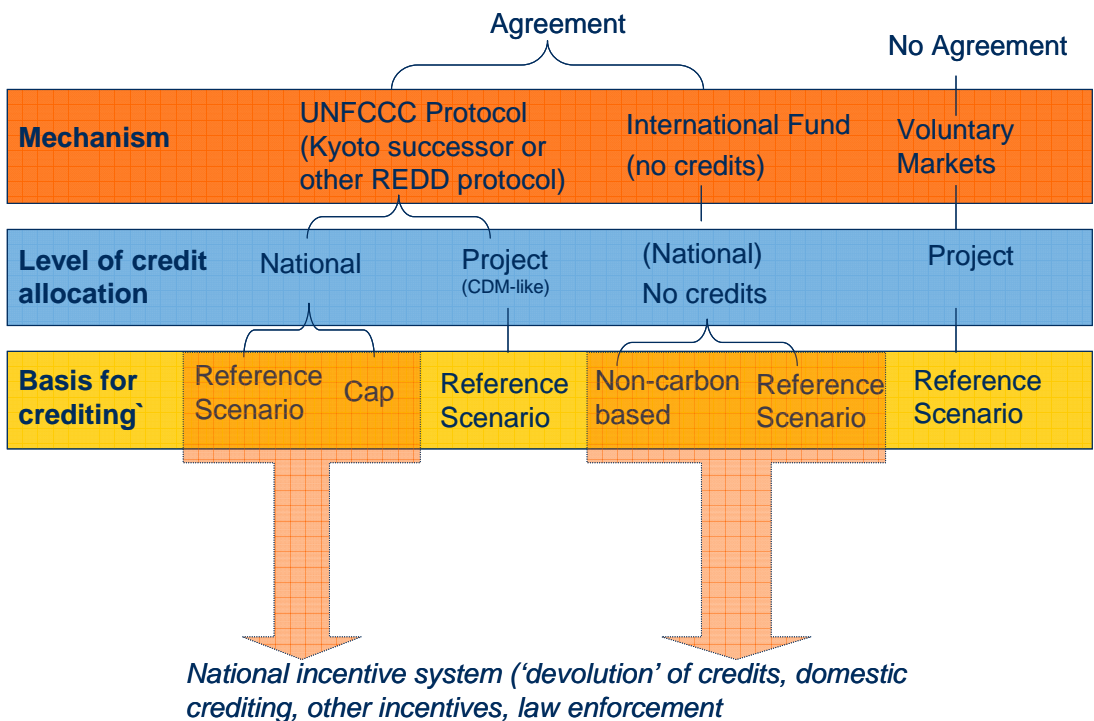 Agreement
No Agreement
Mechanism
UNFCCC Protocol
(Kyoto successor or
other REDD protocol)
International Fund
(no credits)
Voluntary
Markets
Level of credit
allocation
National
Project
(CDM-like)
(National)
No credits
Project
Basis for
crediting`
Reference
Scenario
Cap
Reference
Scenario
Non-carbon
based
Reference
Scenario
Reference
Scenario
National incentive system (‘devolution’ of credits, domestic
crediting, other incentives, law enforcement